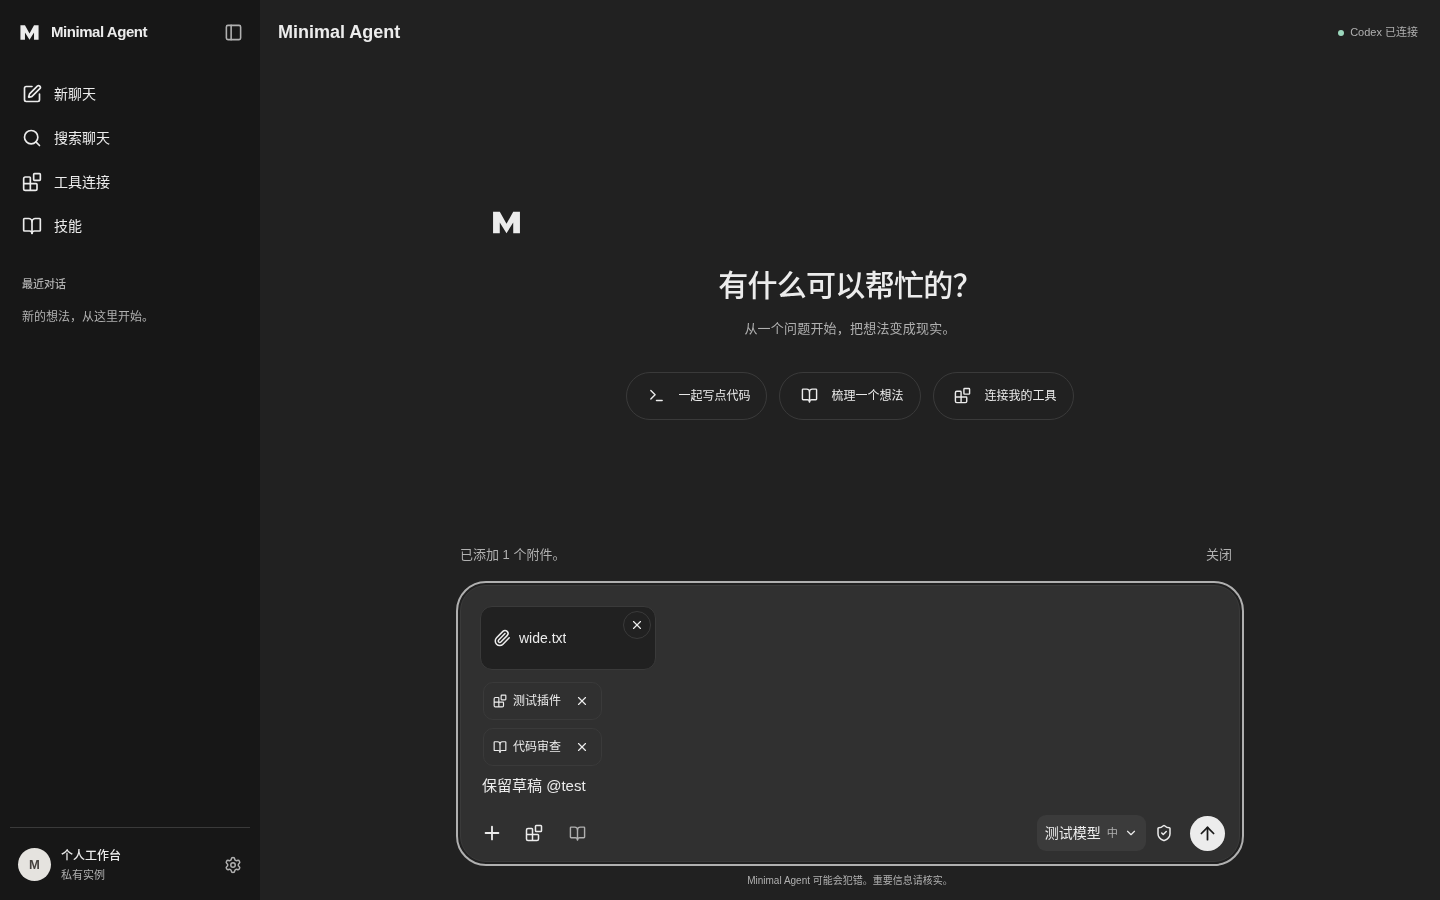 Minimal Agent
新聊天
搜索聊天
工具连接
技能
最近对话
新的想法，从这里开始。
M
个人工作台
私有实例
Minimal Agent
Codex 已连接
有什么可以帮忙的？
从一个问题开始，把想法变成现实。
一起写点代码
梳理一个想法
连接我的工具
已添加 1 个附件。
关闭
wide.txt
测试插件
代码审查
保留草稿 @test
测试模型 中
Minimal Agent 可能会犯错。重要信息请核实。